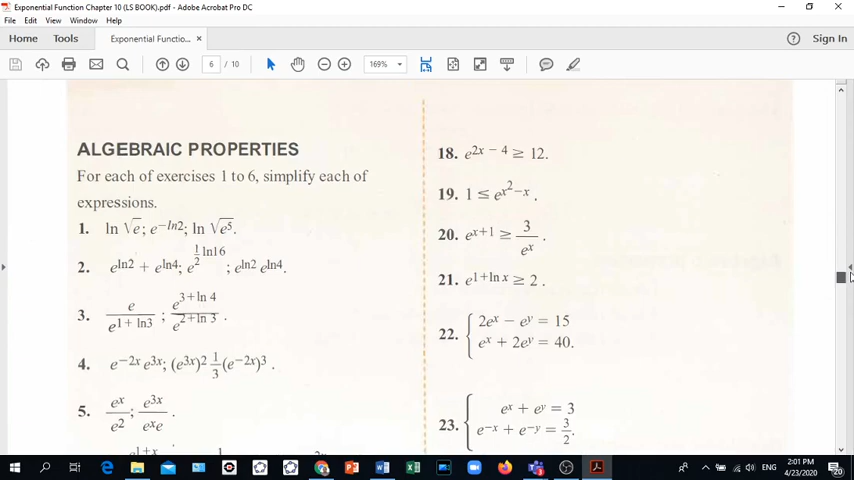 Exponential Function Chapter 10 (LS BOOK).pdf - Adobe Acrobat Pro DC
File Edit View Window Help
Home Tools Exponential Functio... × Sign In
6 / 10 169%
ALGEBRAIC PROPERTIES
For each of exercises 1 to 6, simplify each of
expressions.
1. ln √e; e^{-ln2}; ln √e^5.
2. e^{ln2} + e^{ln4}; e^{1/2 ln16}; e^{ln2} e^{ln4}.
3. e/e^{1+ ln3}; e^{3+ ln 4}/e^{2+ ln 3}.
4. e^{-2x} e^{3x}; (e^{3x})^2 1/3 (e^{-2x})^3.
5. e^x/e^2; e^{3x}/e^x e.
18. e^{2x - 4} ≥ 12.
19. 1 ≤ e^{x^2-x}.
20. e^{x+1} ≥ 3/e^x.
21. e^{1+ ln x} ≥ 2.
22. { 2e^x - e^y = 15
e^x + 2e^y = 40.
23. { e^x + e^y = 3
e^{-x} + e^{-y} = 3/2.
ENG
2:01 PM
4/23/2020
20